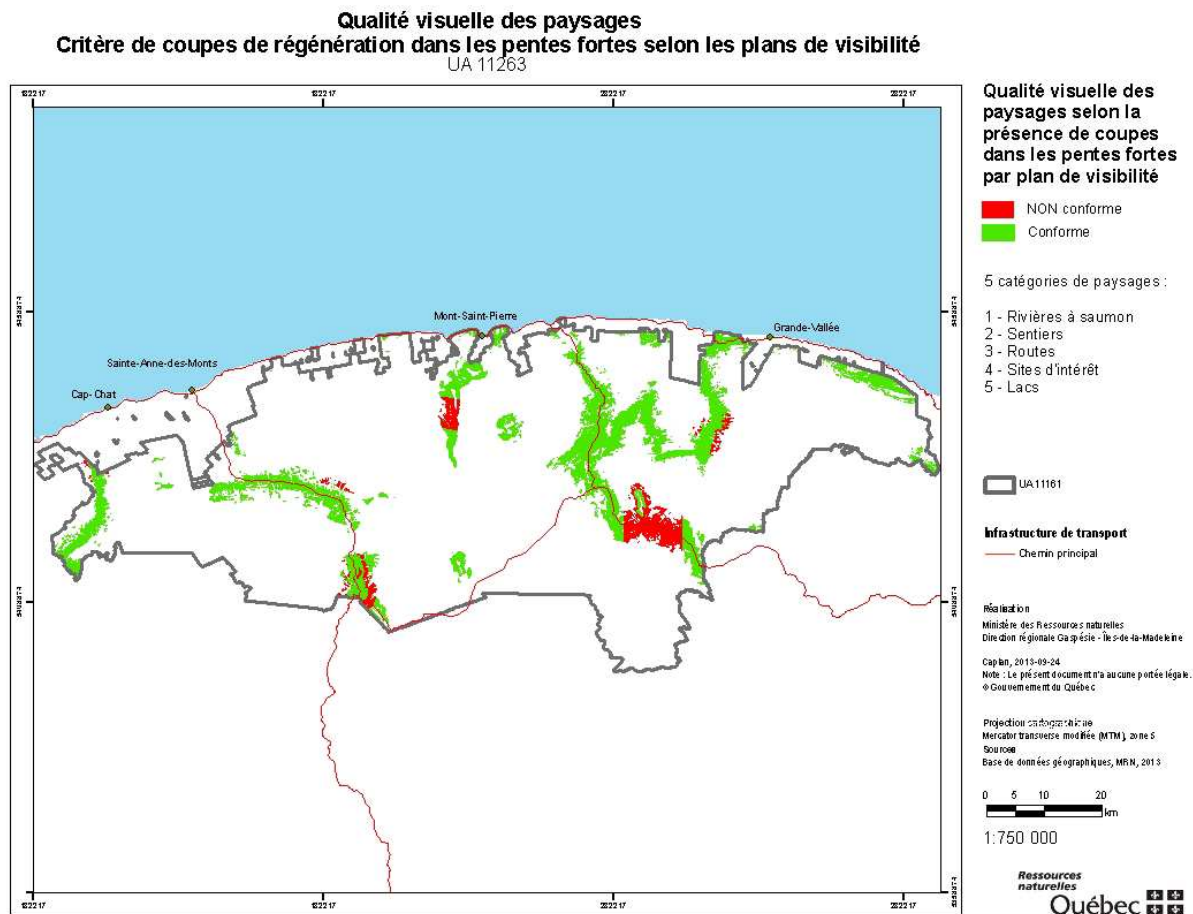 Qualité visuelle des paysages
Critère de coupes de régénération dans les pentes fortes selon les plans de visibilité
UA 11263
Mont-Saint-Pierre
Grande-Vallée
Sainte-Anne-des-Monts
Cap-Chat
Qualité visuelle des
paysages selon la
présence de coupes
dans les pentes fortes
par plan de visibilité
NON conforme
Conforme
5 catégories de paysages :
1 - Rivières à saumon
2 - Sentiers
3 - Routes
4 - Sites d'intérêt
5 - Lacs
UA 11161
Infrastructure de transport
Chemin principal
Réalisation
Ministère des Ressources naturelles
Direction régionale Gaspésie - Îles-de-la-Madeleine
Caplan, 2013-09-24
Note : Le présent document n'a aucune portée légale.
© Gouvernement du Québec
Projection cartographique
Mercator transverse modifiée (MTM), zone 5
Sources
Base de données géographiques, MRN, 2013
0 5 10 20
km
1:750 000
Ressources
naturelles
Québec